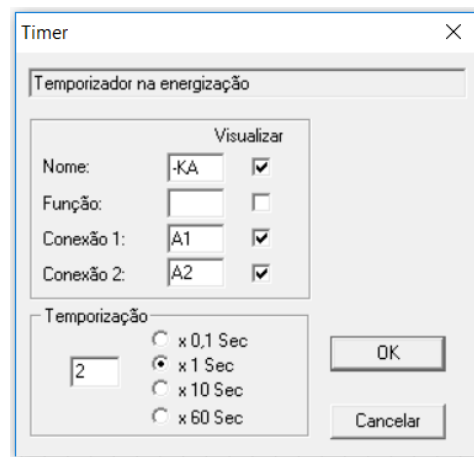 Timer
Temporizador na energização
Visualizar
Nome: -KA
Função:
Conexão 1: A1
Conexão 2: A2
Temporização
2
x 0,1 Sec
x 1 Sec
x 10 Sec
x 60 Sec
OK
Cancelar